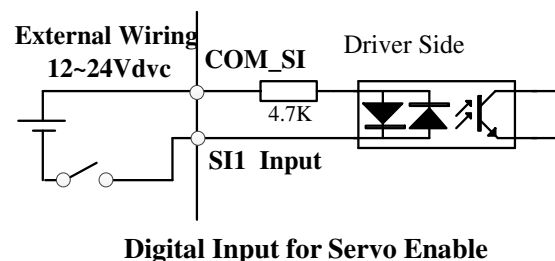 External Wiring
12~24Vdvc
COM_SI
Driver Side
4.7K
SI1 Input
Digital Input for Servo Enable